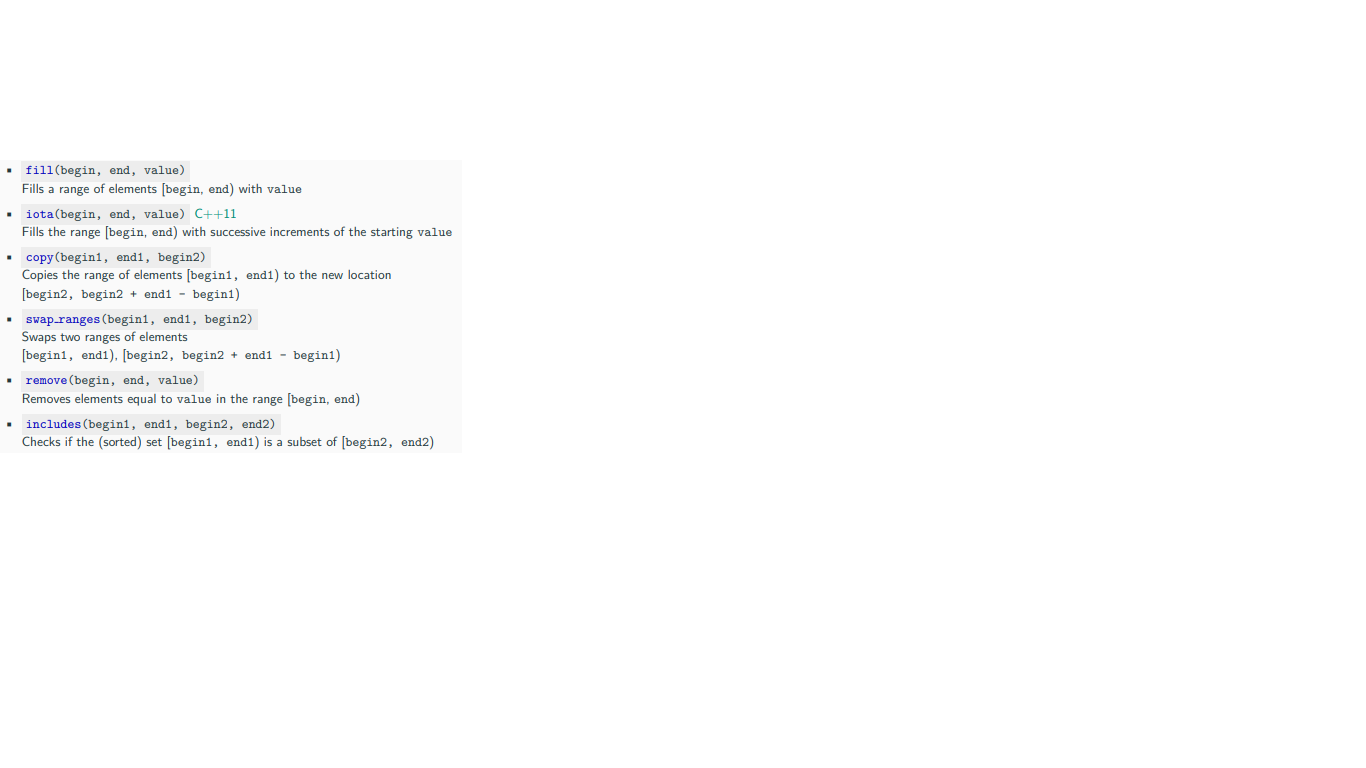 ▪ fill(begin, end, value)
Fills a range of elements [begin, end) with value
▪ iota(begin, end, value) C++11
Fills the range [begin, end) with successive increments of the starting value
▪ copy(begin1, end1, begin2)
Copies the range of elements [begin1, end1) to the new location
[begin2, begin2 + end1 - begin1)
▪ swap_ranges(begin1, end1, begin2)
Swaps two ranges of elements
[begin1, end1), [begin2, begin2 + end1 - begin1)
▪ remove(begin, end, value)
Removes elements equal to value in the range [begin, end)
▪ includes(begin1, end1, begin2, end2)
Checks if the (sorted) set [begin1, end1) is a subset of [begin2, end2)